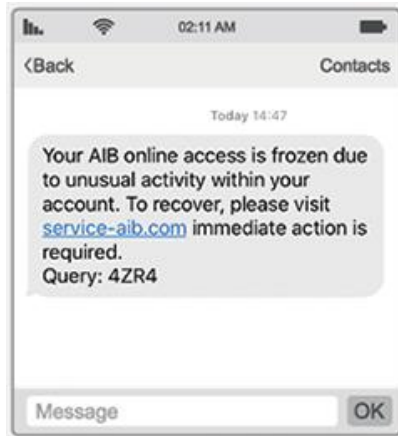 02:11 AM
<Back Contacts
Today 14:47
Your AIB online access is frozen due
to unusual activity within your
account. To recover, please visit
service-aib.com immediate action is
required.
Query: 4ZR4
Message OK